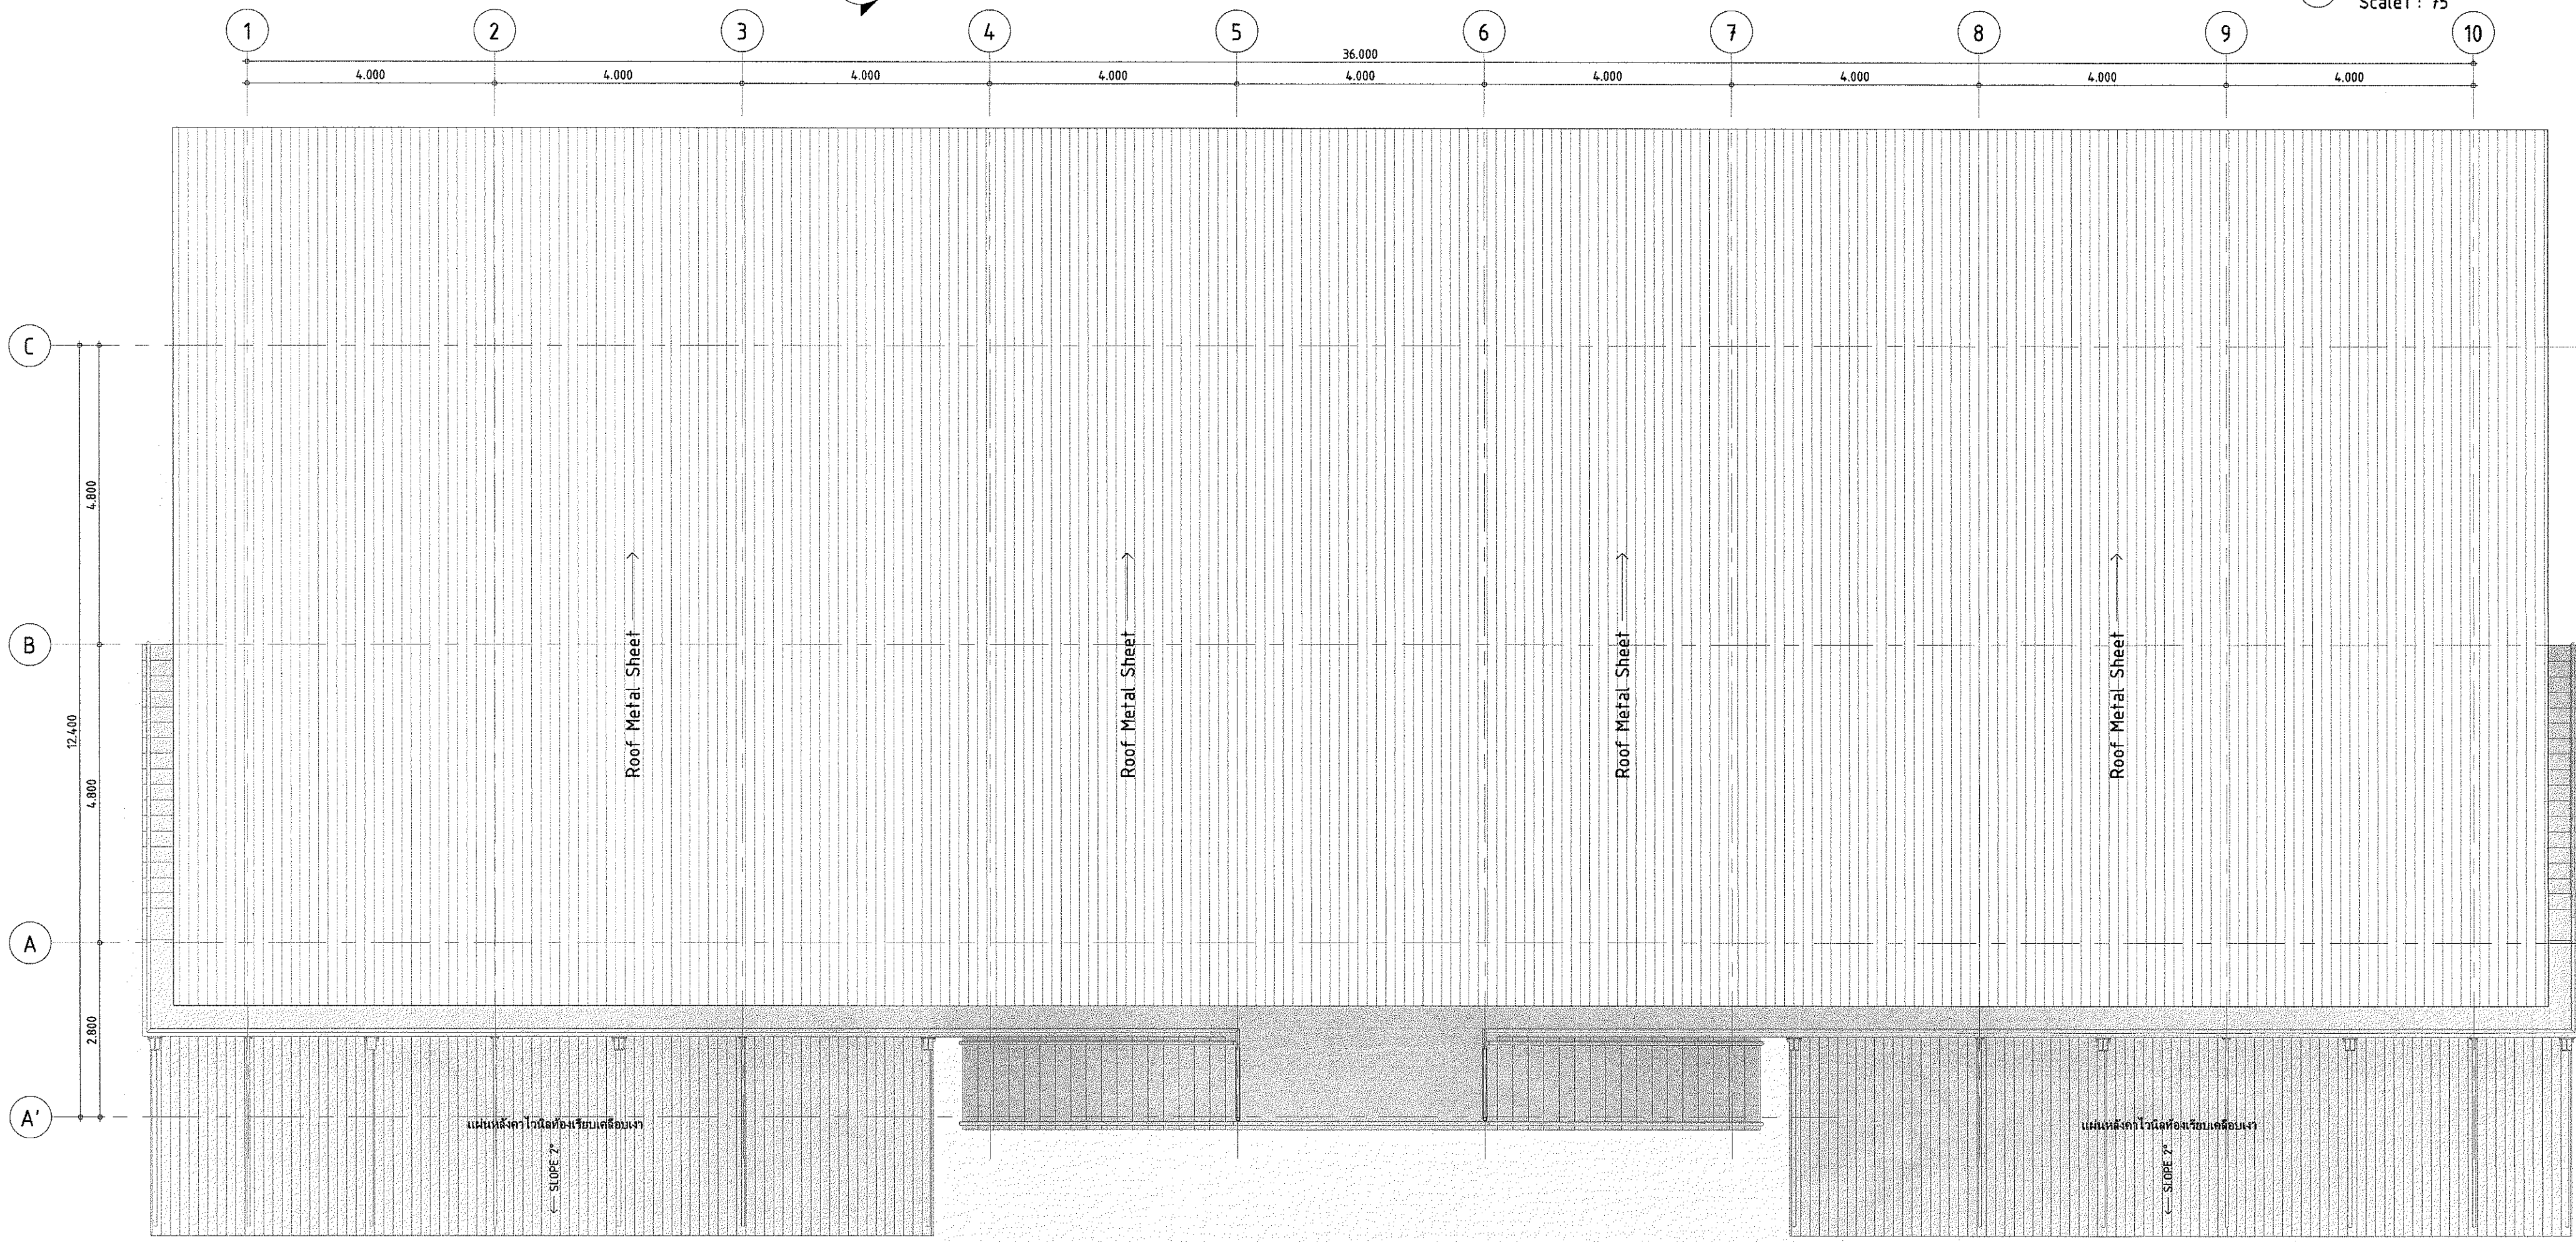 Scale1 : 75
1 2 3 4 5 6 7 8 9 10
36.000
4.000 4.000 4.000 4.000 4.000 4.000 4.000 4.000 4.000
C
4.800
B
Roof Metal Sheet
Roof Metal Sheet
Roof Metal Sheet
Roof Metal Sheet
12.400
4.800
A
2.800
A'
แผ่นหลังคาไวนิลท้องเรียบเคลือบเงา
SLOPE 2°
แผ่นหลังคาไวนิลท้องเรียบเคลือบเงา
SLOPE 2°